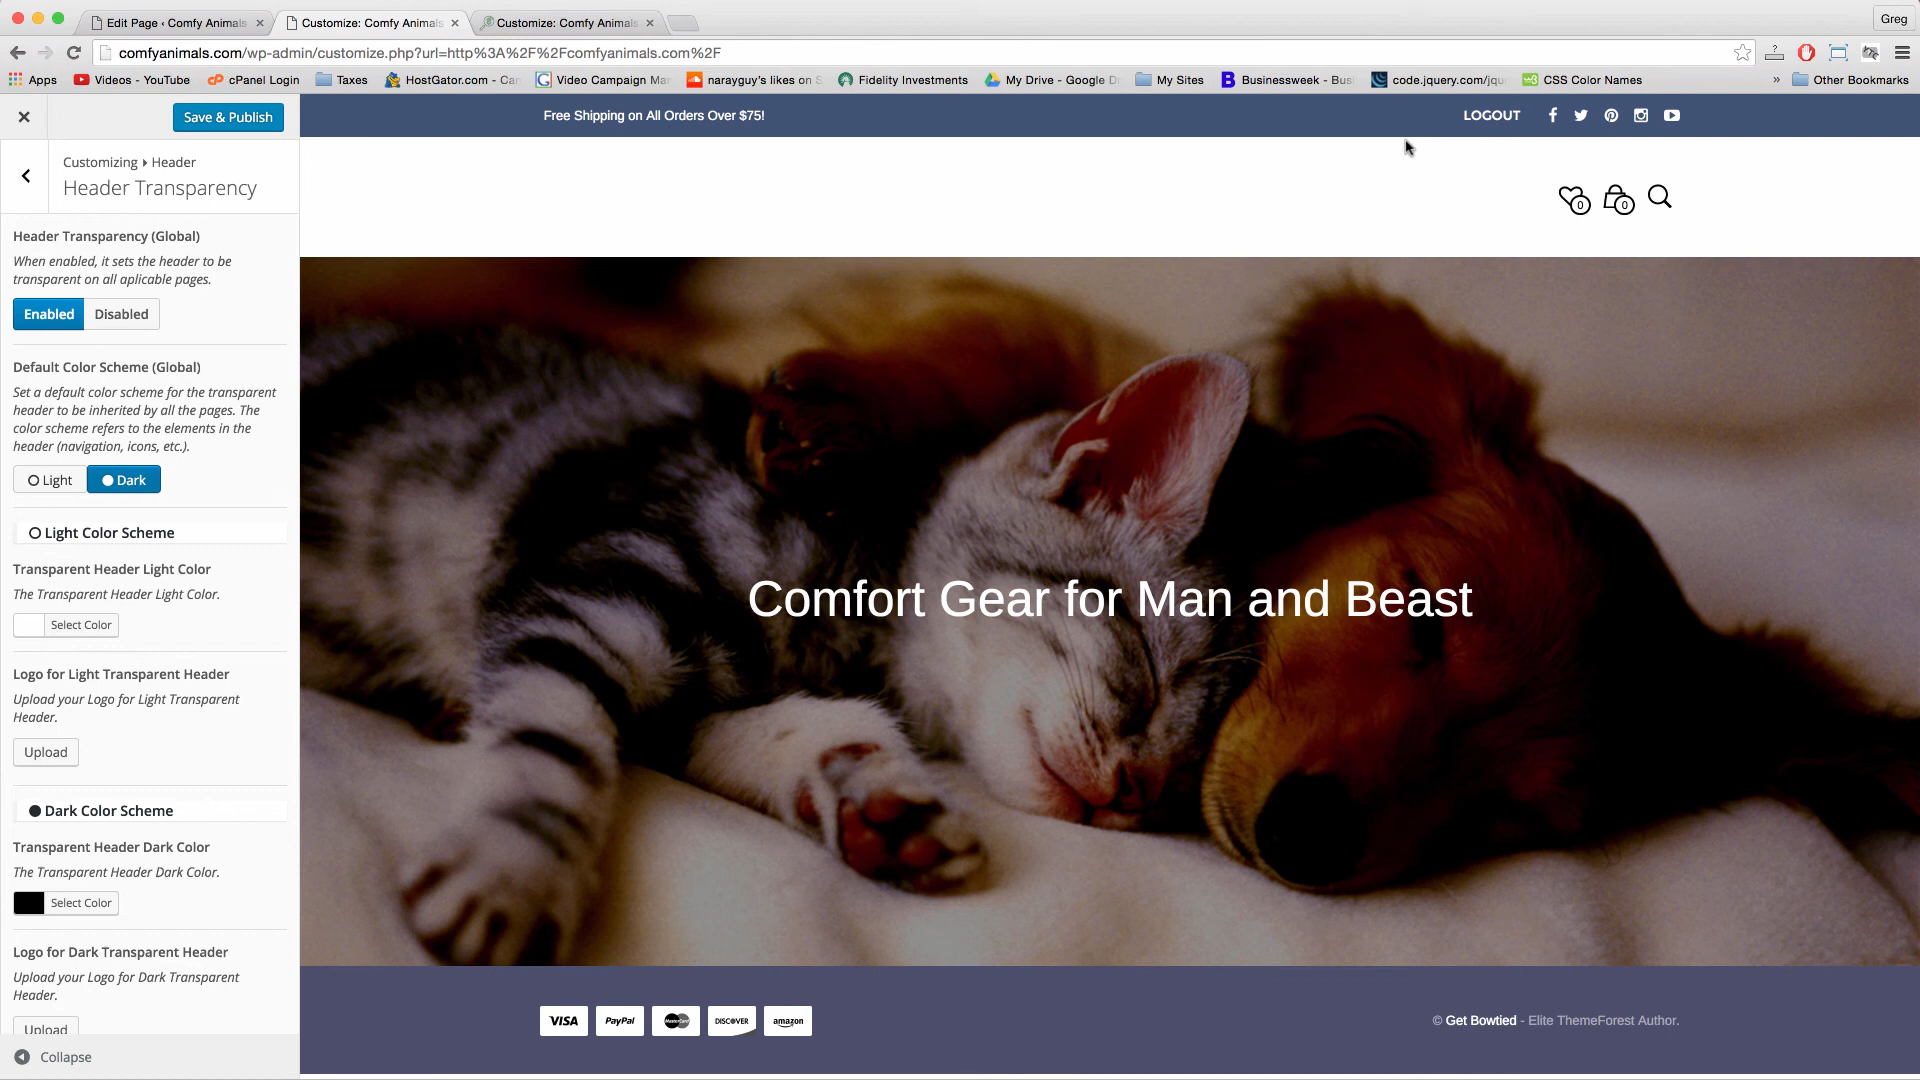 Edit Page ‹ Comfy Animals
Customize: Comfy Animals
Customize: Comfy Animals
Greg
comfyanimals.com/wp-admin/customize.php?url=http%3A%2F%2Fcomfyanimals.com%2F
Apps
Videos - YouTube
cPanel Login
Taxes
HostGator.com - Can
Video Campaign Man
narayguy's likes on S
Fidelity Investments
My Drive - Google Dr
My Sites
Businessweek - Busi
code.jquery.com/jqu
CSS Color Names
»
Other Bookmarks
Save & Publish
Free Shipping on All Orders Over $75!
LOGOUT
Customizing ▸ Header
Header Transparency
0
0
Header Transparency (Global)
When enabled, it sets the header to be
transparent on all aplicable pages.
Enabled
Disabled
Default Color Scheme (Global)
Set a default color scheme for the transparent
header to be inherited by all the pages. The
color scheme refers to the elements in the
header (navigation, icons, etc.).
Light
Dark
Light Color Scheme
Transparent Header Light Color
The Transparent Header Light Color.
Select Color
Comfort Gear for Man and Beast
Logo for Light Transparent Header
Upload your Logo for Light Transparent
Header.
Upload
Dark Color Scheme
Transparent Header Dark Color
The Transparent Header Dark Color.
Select Color
Logo for Dark Transparent Header
Upload your Logo for Dark Transparent
Header.
Upload
VISA
PayPal
MasterCard
DISCOVER
amazon
© Get Bowtied - Elite ThemeForest Author.
Collapse